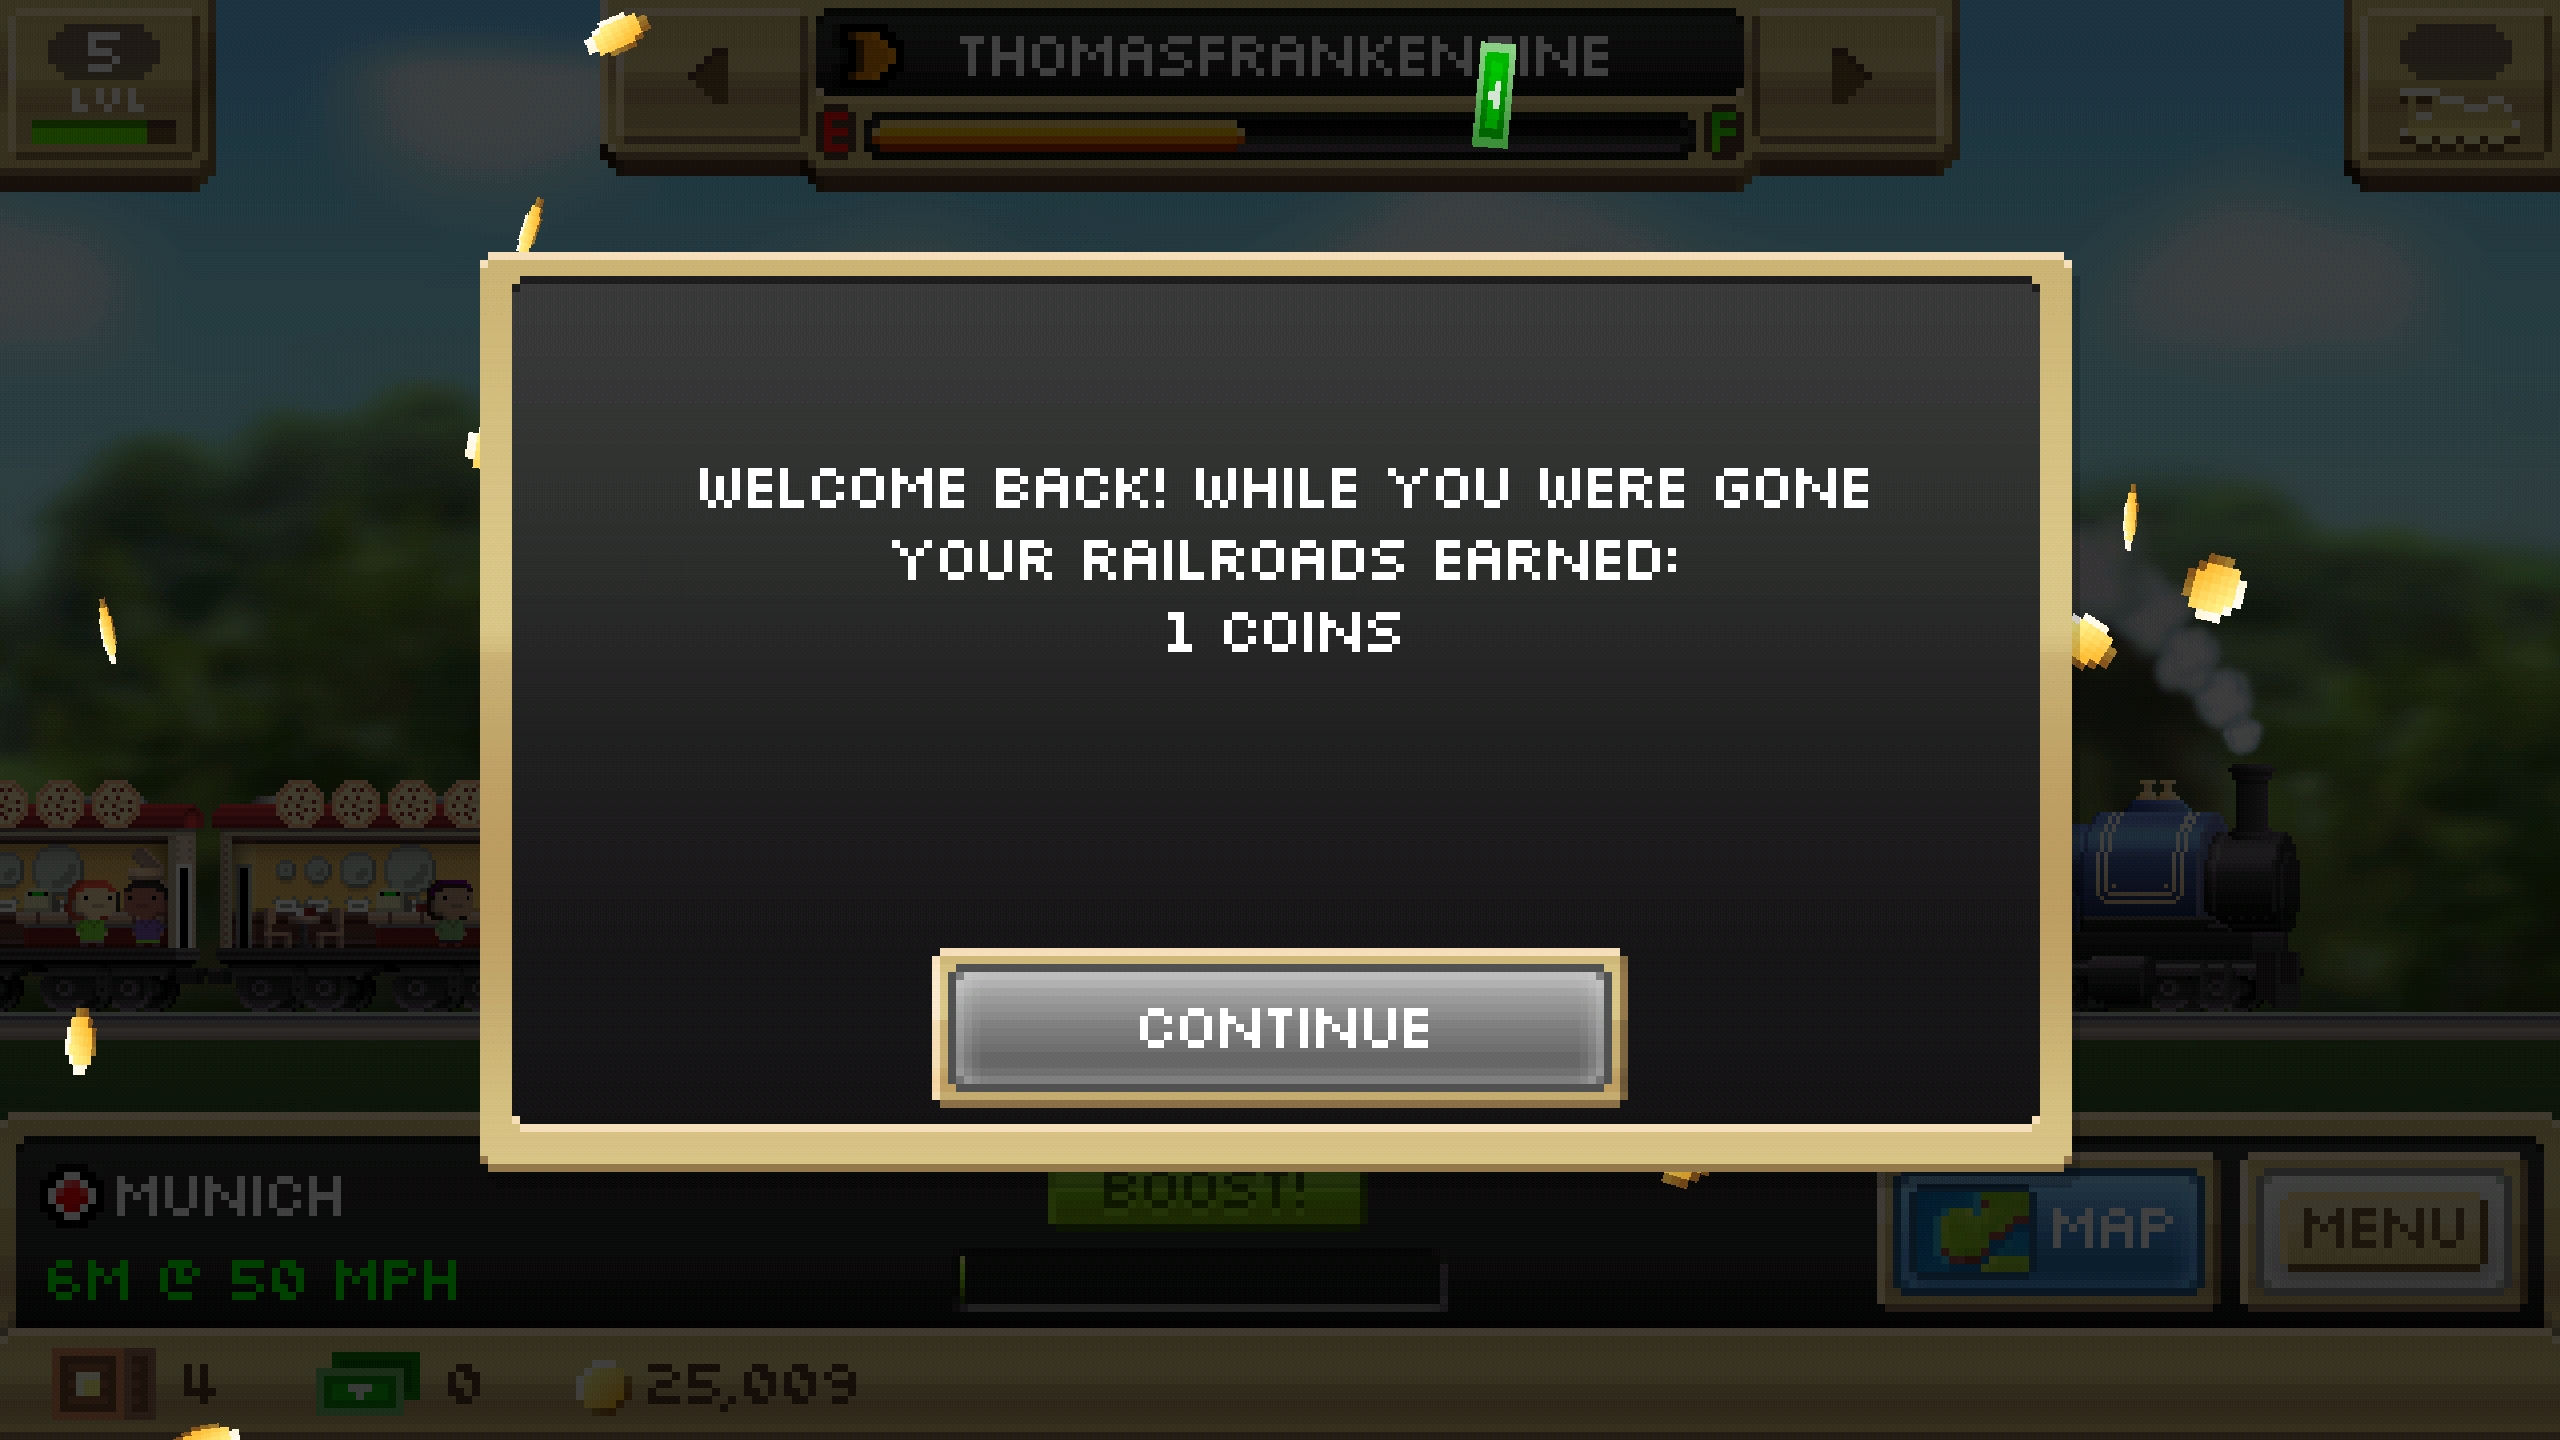 5
LVL
THOMASFRANKEN INE
E F
WELCOME BACK! WHILE YOU WERE GONE
YOUR RAILROADS EARNED:
1 COINS
CONTINUE
BOOST!
MUNICH
6M @ 50 MPH
MAP
MENU
4 0 25,009